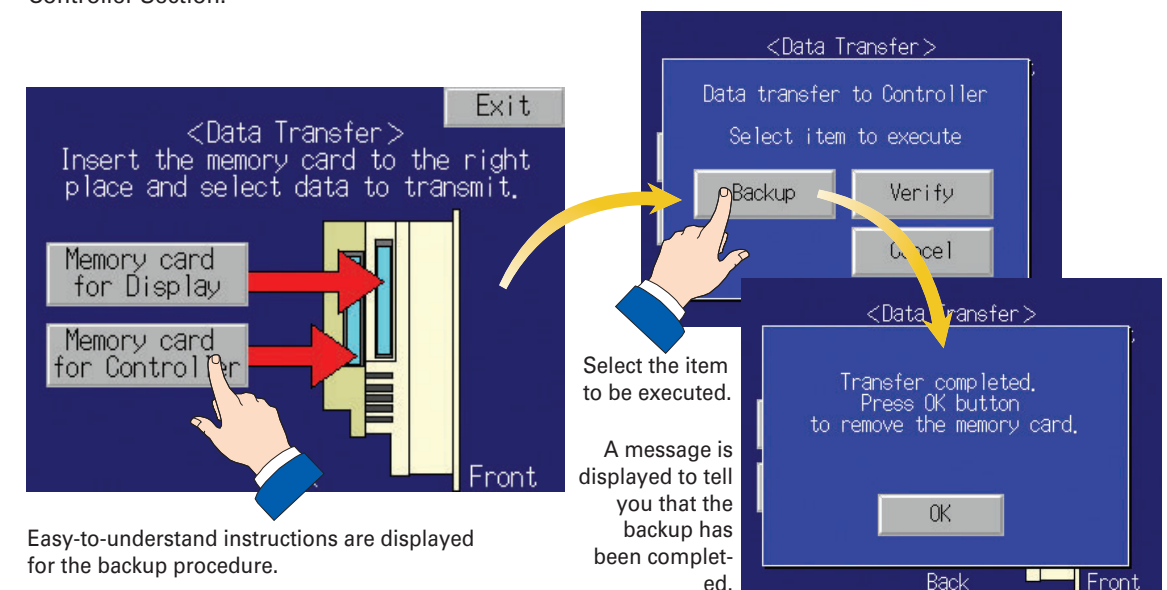 Controller Section.
Exit
<Data Transfer>
Insert the memory card to the right
place and select data to transmit.
Memory card
for Display
Memory card
for Controller
Front
Easy-to-understand instructions are displayed
for the backup procedure.
<Data Transfer>
Data transfer to Controller
Select item to execute
Backup
Verify
Cancel
Select the item
to be executed.
A message is
displayed to tell
you that the
backup has
been complet-
ed.
<Data Transfer>
Transfer completed.
Press OK button
to remove the memory card.
OK
Back
Front